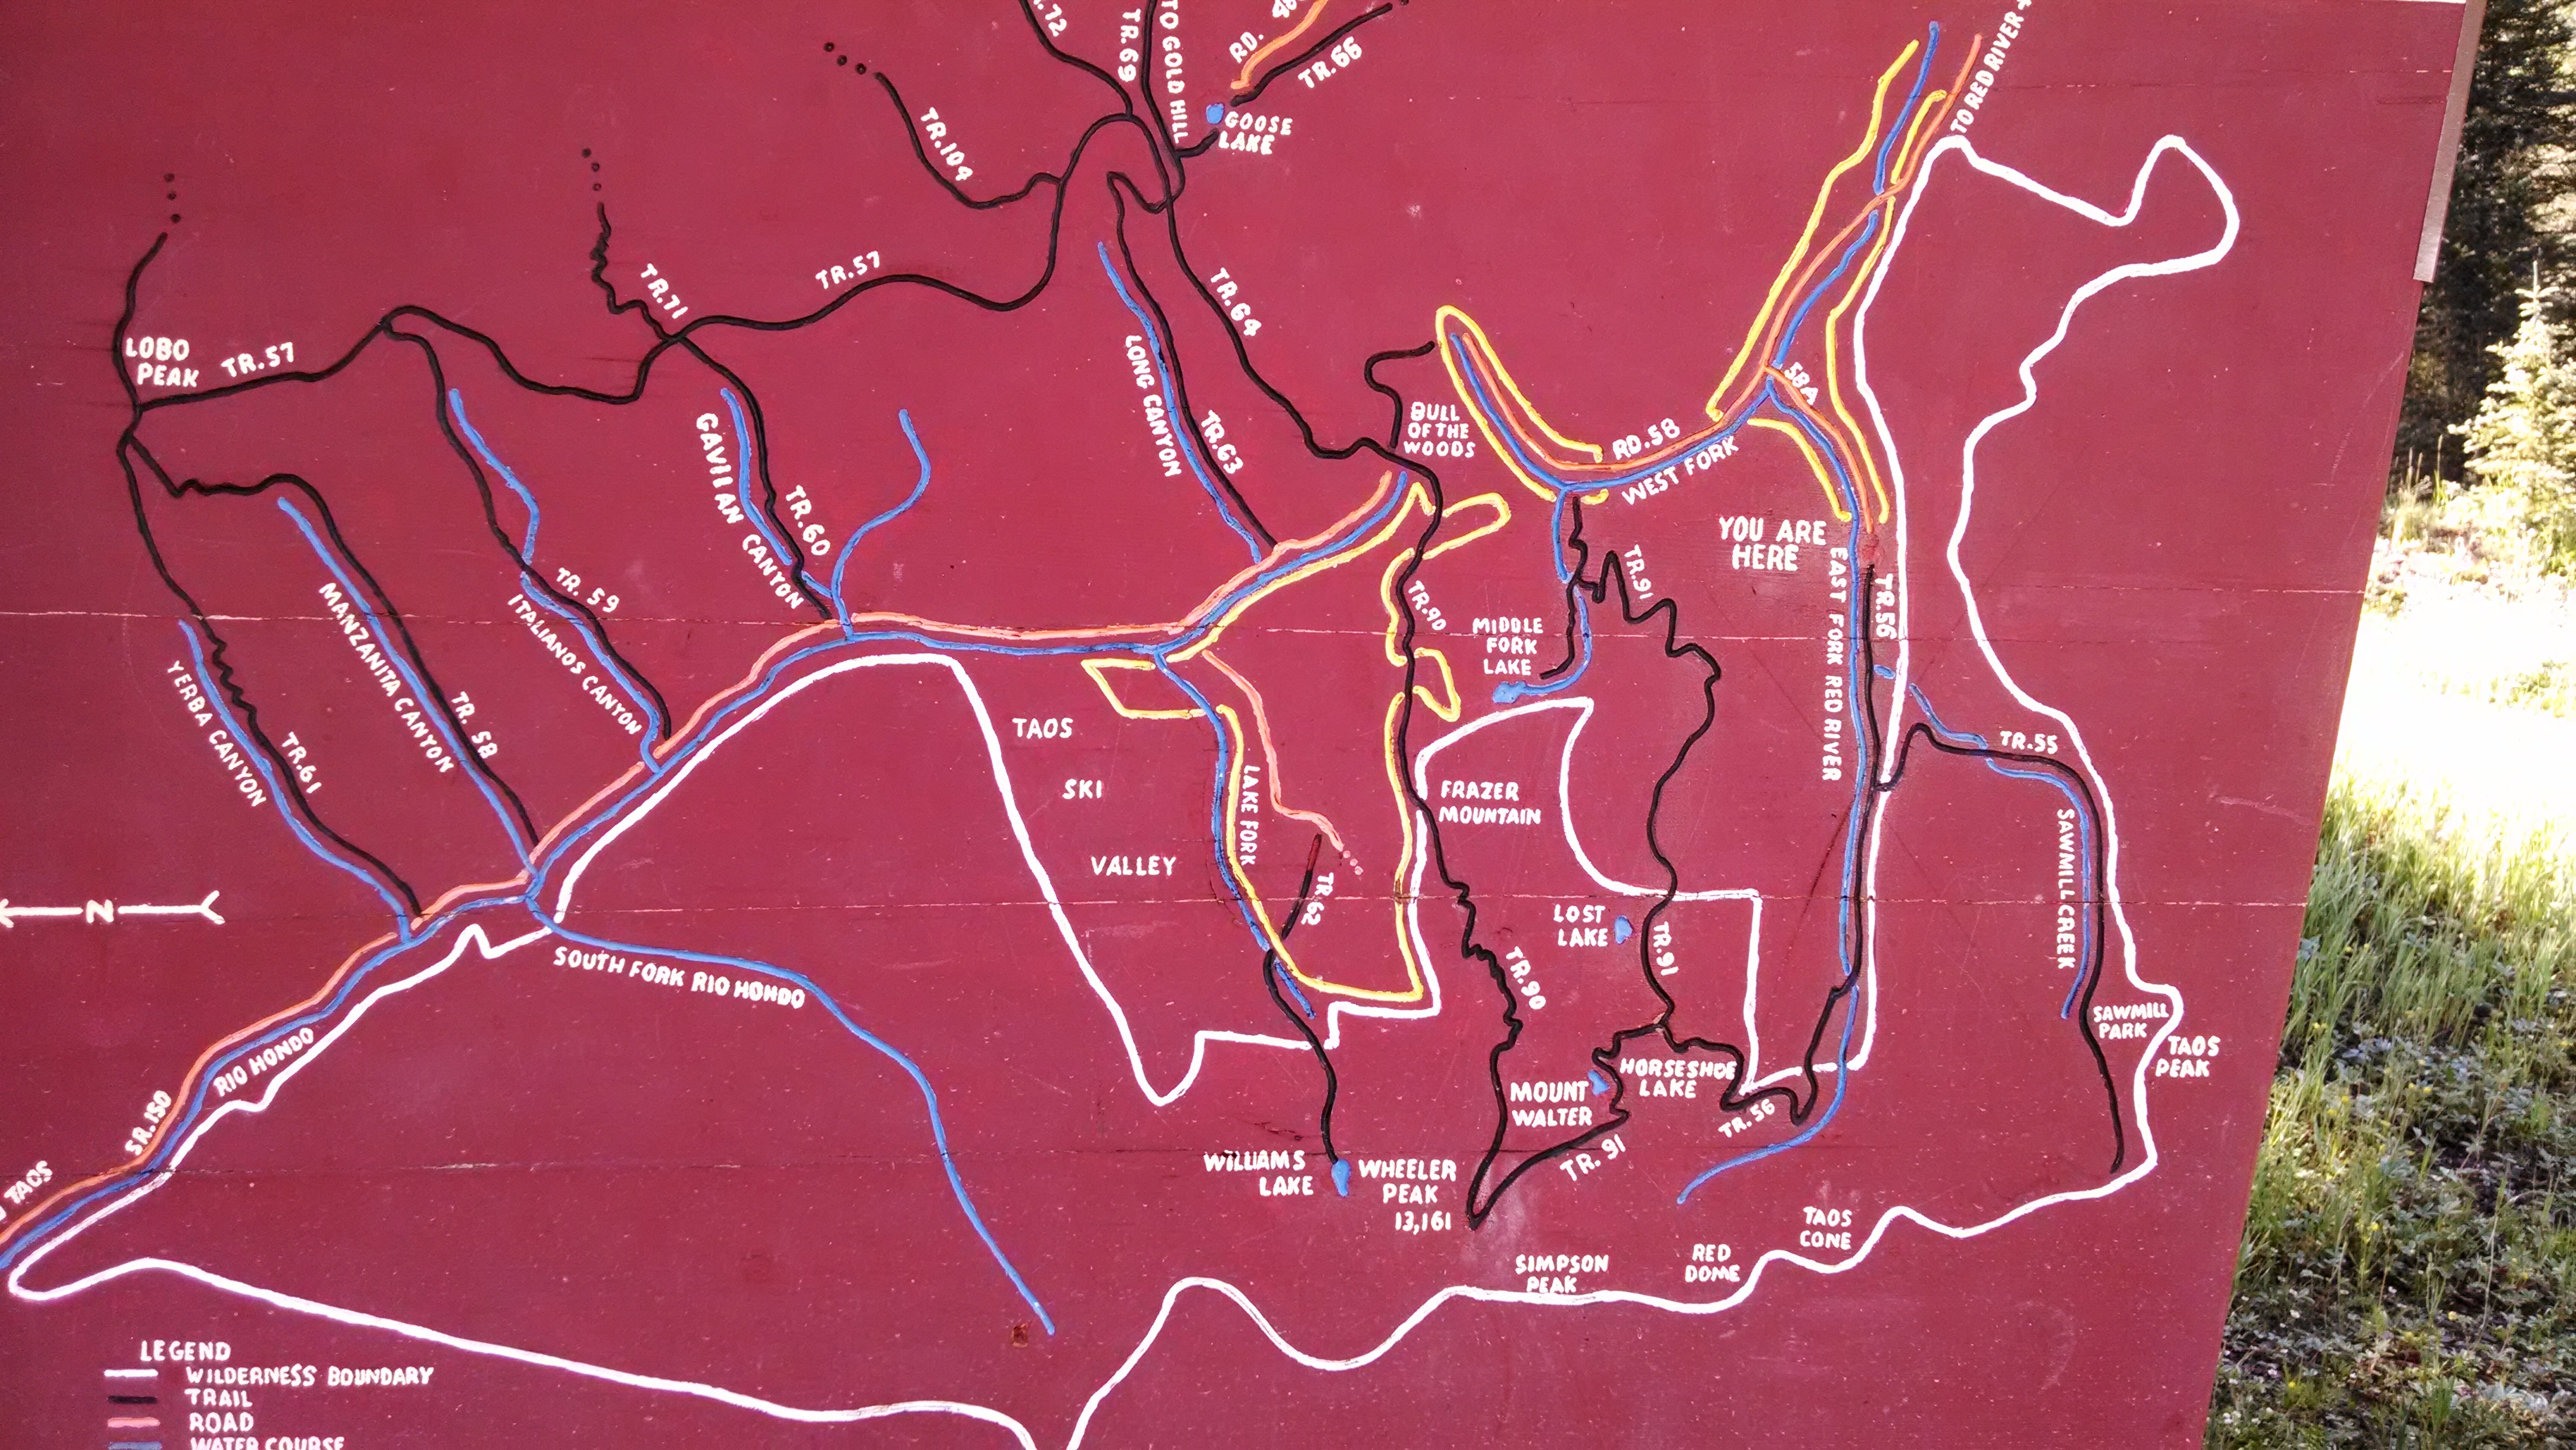 TR.69
TO GOLD HILL
RD.
TR.66
TO RED RIVER
GOOSE
LAKE
TR.104
TR.71
TR.57
TR.64
LOBO
PEAK
TR.57
LONG CANYON
TR.63
58A
BULL
OF THE
WOODS
RD.58
WEST FORK
GAVILAN CANYON
TR.60
YOU ARE
HERE
TR.91
EAST FORK RED RIVER
TR.56
TR.59
ITALIANOS CANYON
MANZANITA CANYON
TR.58
YERBA CANYON
TR.61
TR.90
MIDDLE
FORK
LAKE
TAOS
SKI
VALLEY
LAKE FORK
FRAZER
MOUNTAIN
TR.55
SAWMILL CREEK
TR.62
N
LOST
LAKE
TR.91
TR.90
SOUTH FORK RIO HONDO
SAWMILL
PARK
TAOS
PEAK
RIO HONDO
SR.150
HORSESHOE
LAKE
MOUNT
WALTER
TR.56
TAOS
WILLIAMS
LAKE
WHEELER
PEAK
13,161
TR. 91
TAOS
CONE
RED
DOME
SIMPSON
PEAK
LEGEND
WILDERNESS BOUNDARY
TRAIL
ROAD
WATER COURSE